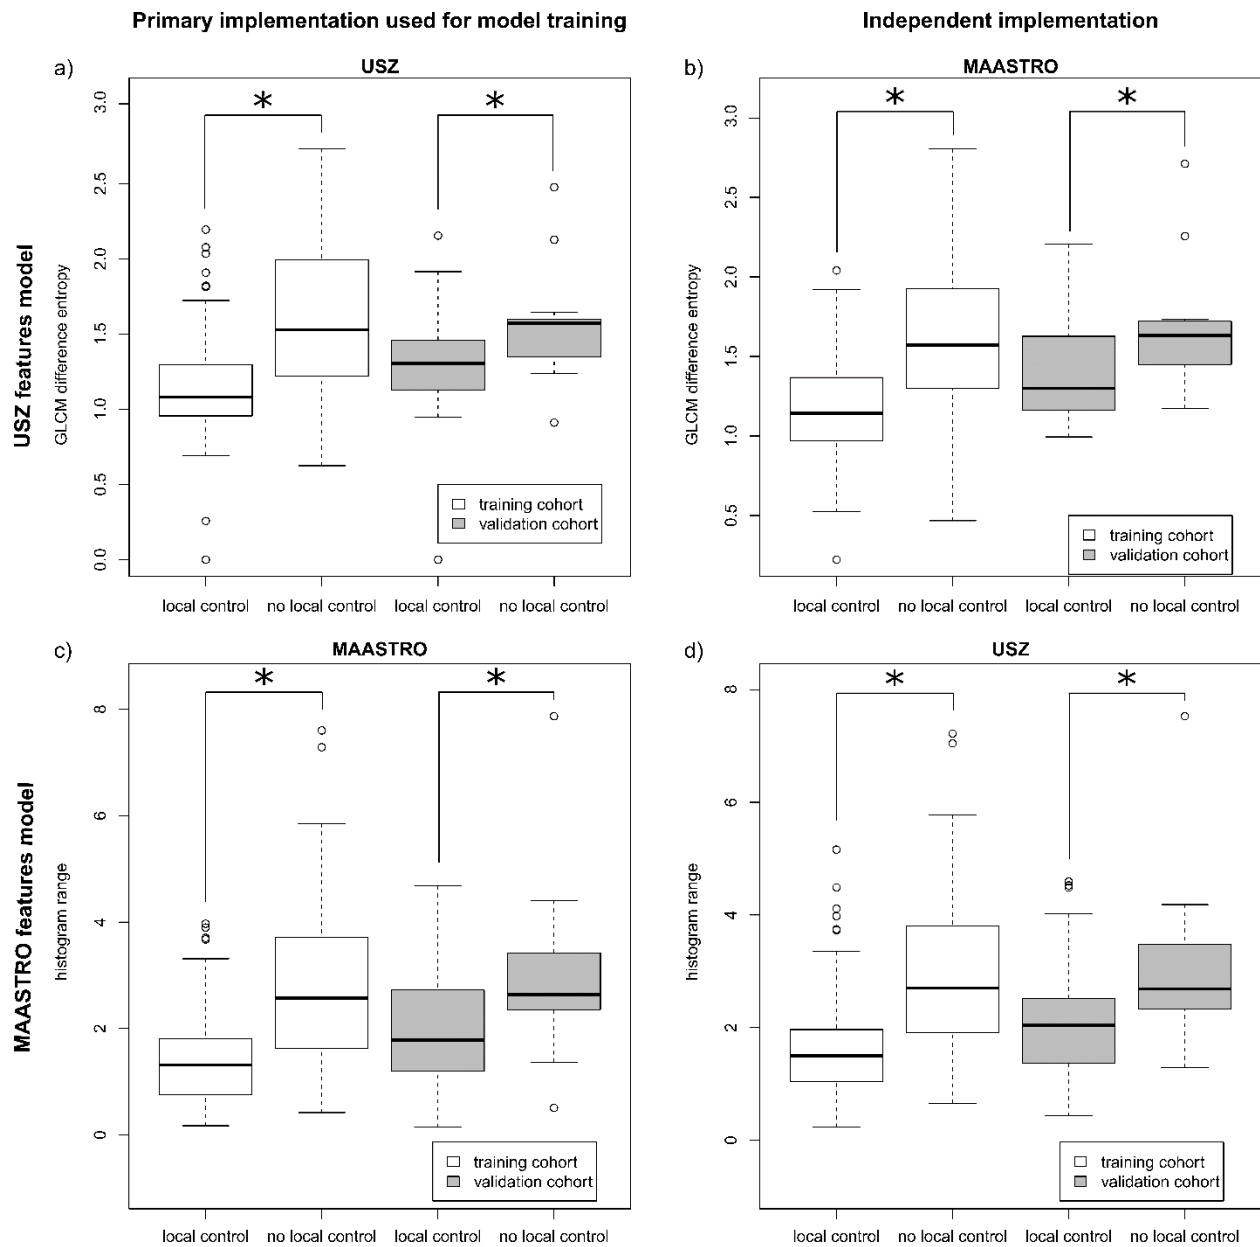 Primary implementation used for model training
Independent implementation
a)
USZ
*
*
3.0
2.5
2.0
1.5
1.0
0.5
0.0
USZ features model
GLCM difference entropy
training cohort
validation cohort
local control
no local control
local control
no local control
b)
MAASTRO
*
*
3.0
2.5
2.0
1.5
1.0
0.5
GLCM difference entropy
training cohort
validation cohort
local control
no local control
local control
no local control
c)
MAASTRO
*
*
8
6
4
2
0
MAASTRO features model
histogram range
training cohort
validation cohort
local control
no local control
local control
no local control
d)
USZ
*
*
8
6
4
2
0
histogram range
training cohort
validation cohort
local control
no local control
local control
no local control